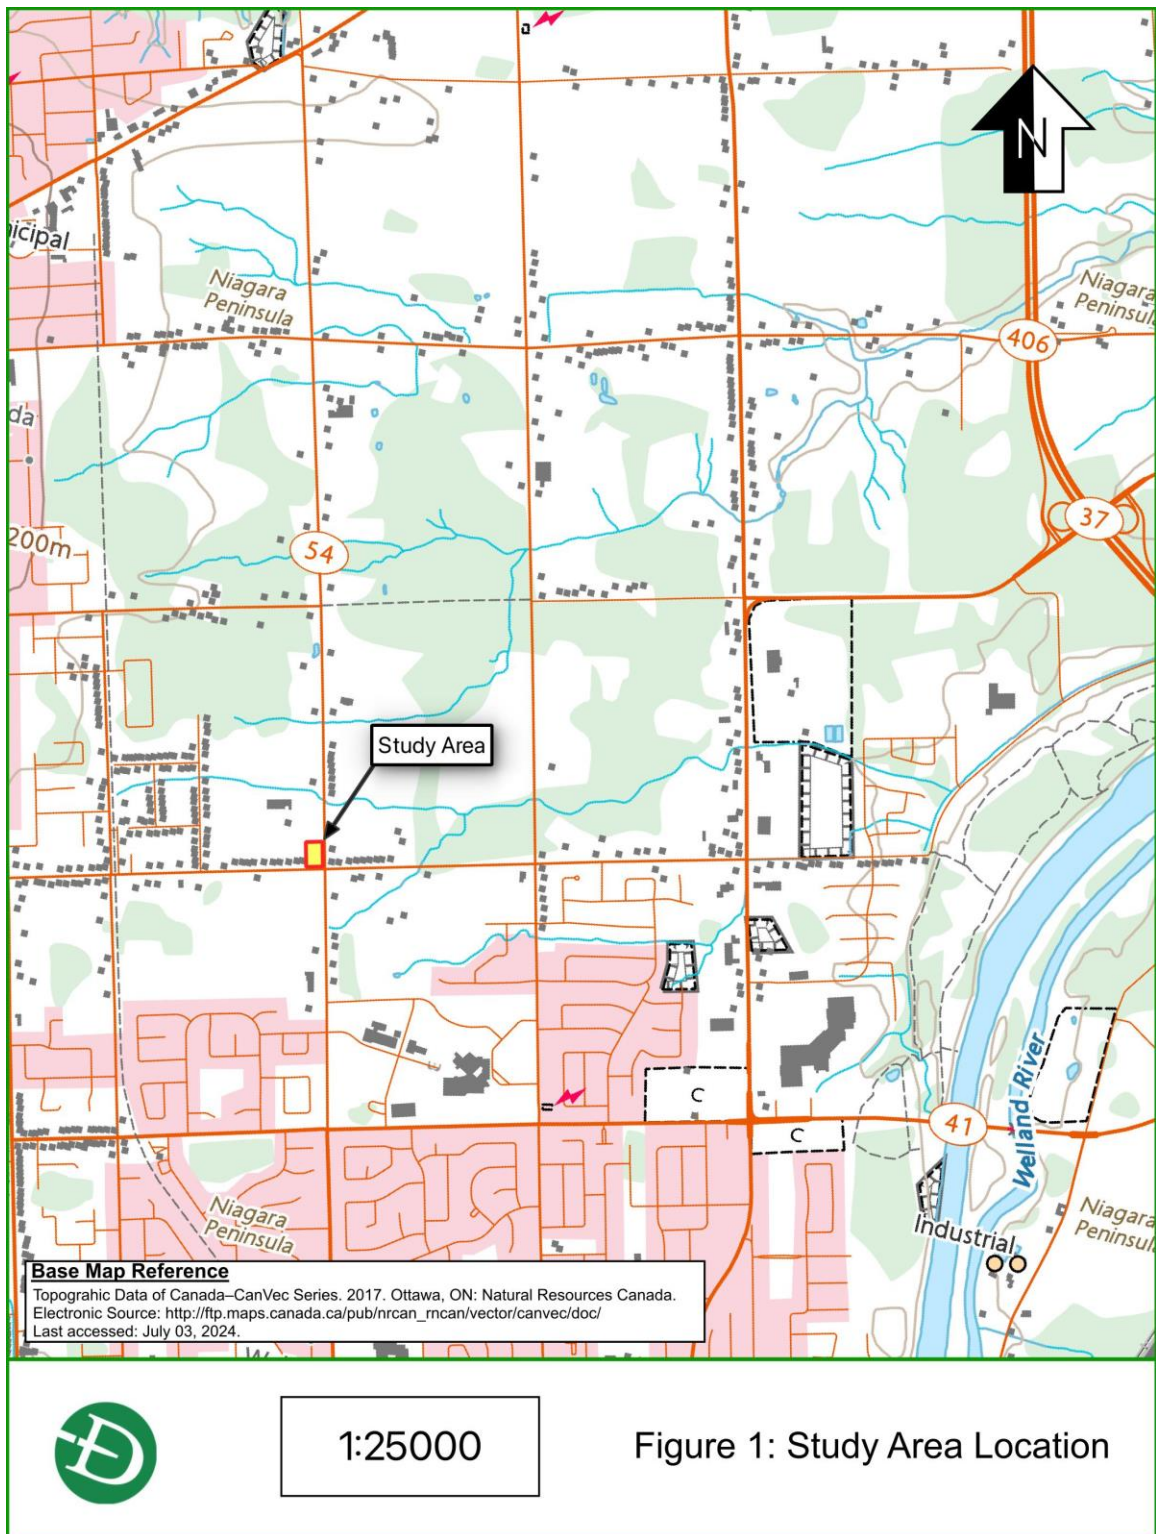 N
nicipal
Niagara
Peninsula
Niagara
Peninsul
406
da
200m
54
37
Study Area
C
C
41
Welland River
Niagara
Peninsula
Industrial
Niagara
Peninsul
Base Map Reference
Topograhic Data of Canada–CanVec Series. 2017. Ottawa, ON: Natural Resources Canada.
Electronic Source: http://ftp.maps.canada.ca/pub/nrcan_rncan/vector/canvec/doc/
Last accessed: July 03, 2024.
D
1:25000
Figure 1: Study Area Location